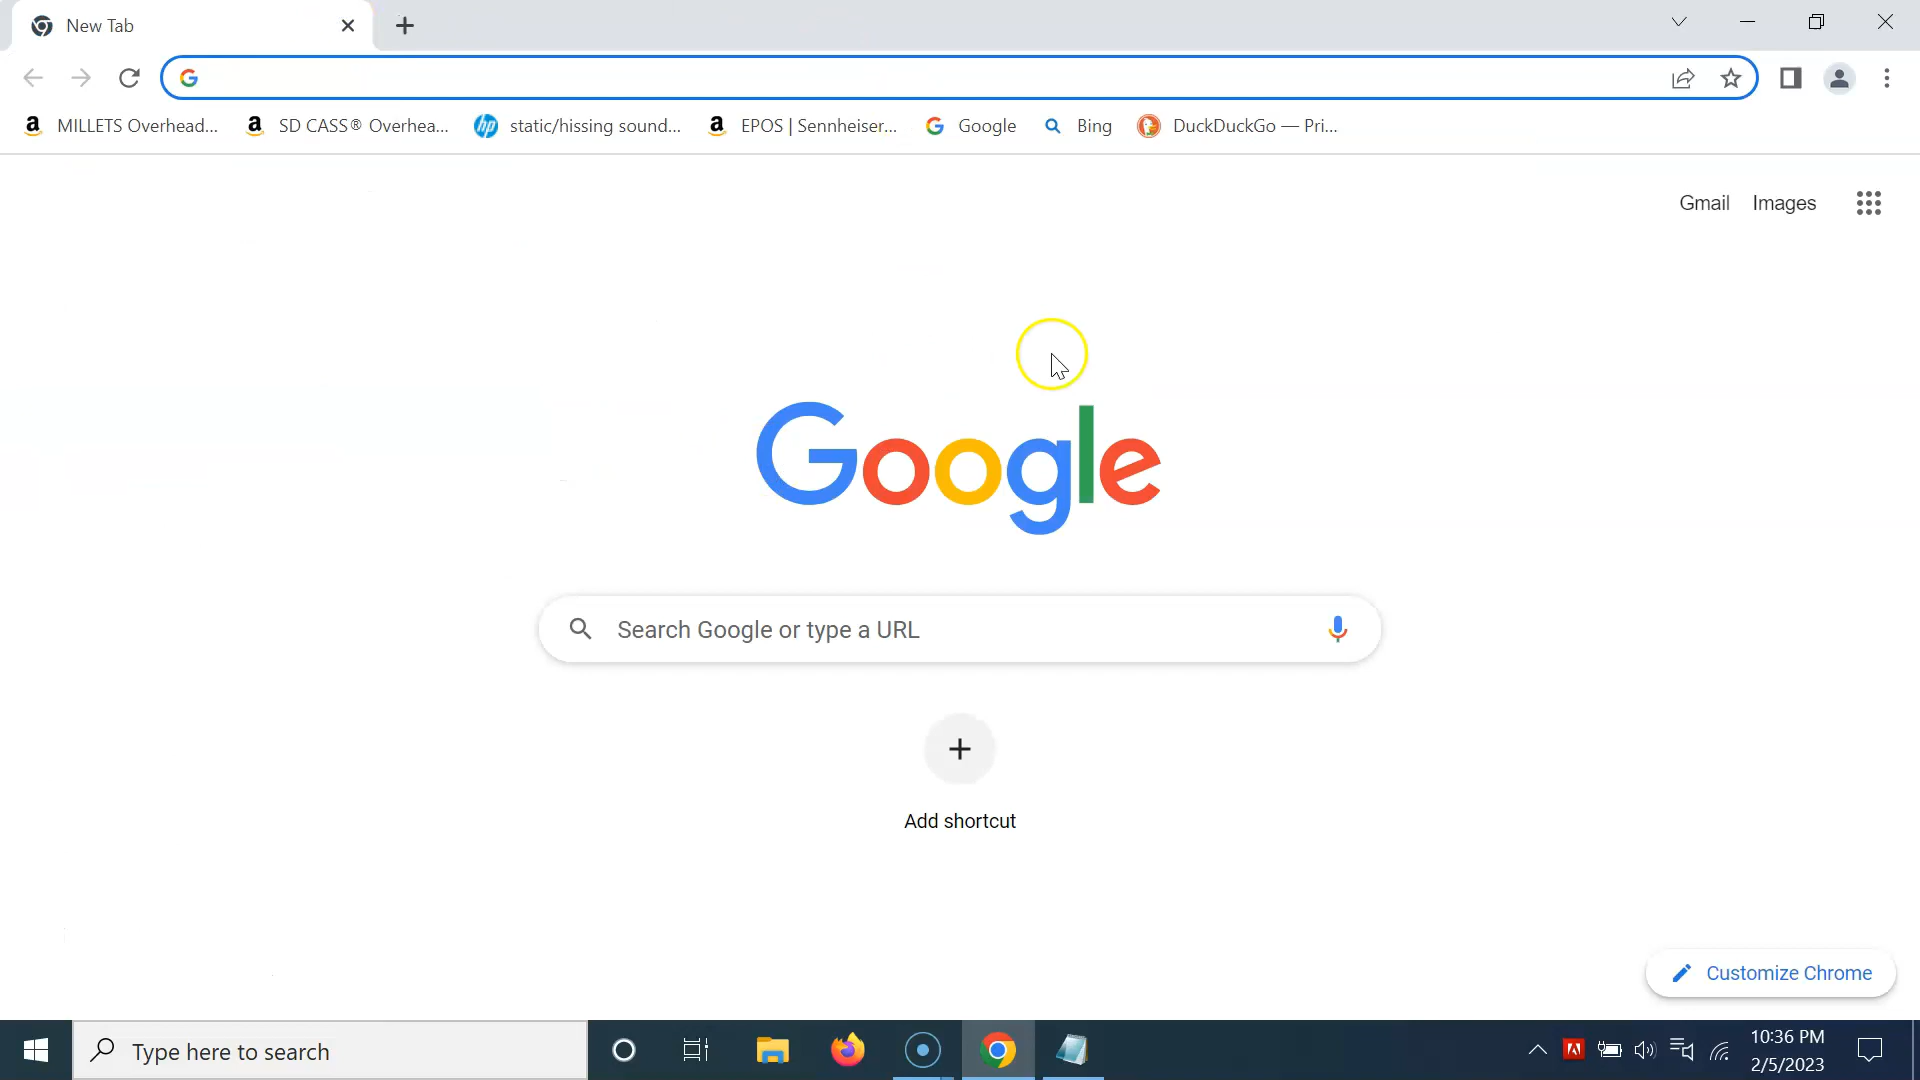 New Tab
MILLETS Overhead...
SD CASS® Overhea...
static/hissing sound...
EPOS | Sennheiser...
Google
Bing
DuckDuckGo — Pri...
Gmail
Images
Google
Search Google or type a URL
Add shortcut
Customize Chrome
Type here to search
10:36 PM
2/5/2023